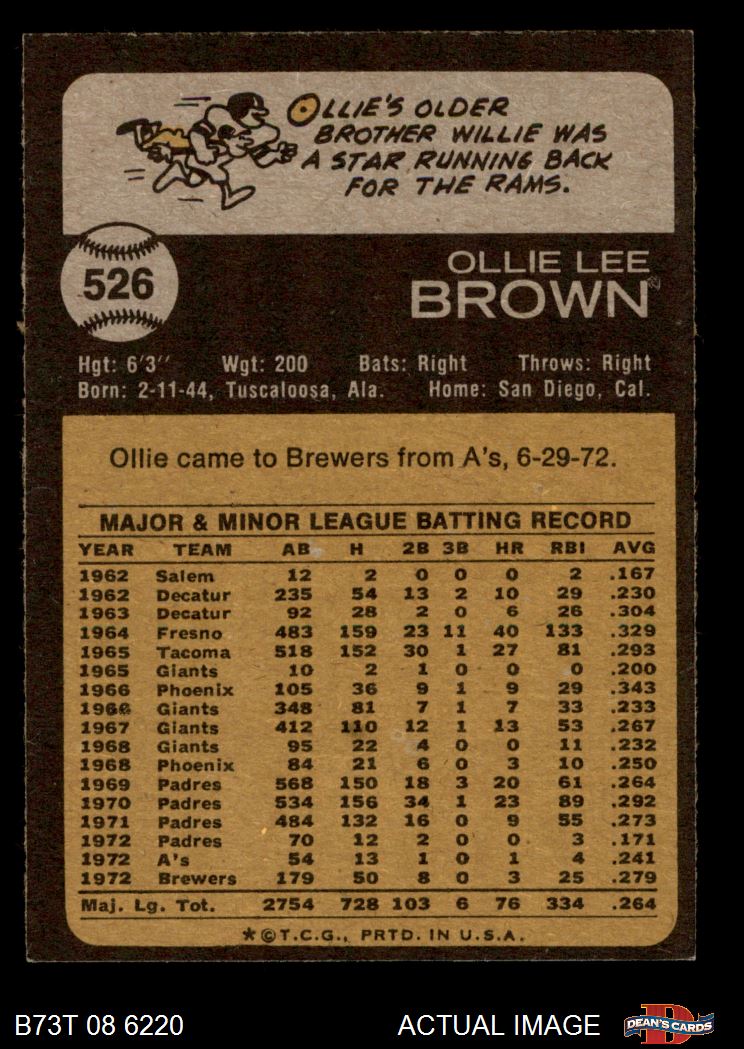 OLLIE'S OLDER
BROTHER WILLIE WAS
A STAR RUNNING BACK
FOR THE RAMS.
526
OLLIE LEE
BROWN
Hgt: 6'3" Wgt: 200 Bats: Right Throws: Right
Born: 2-11-44, Tuscaloosa, Ala. Home: San Diego, Cal.
Ollie came to Brewers from A's, 6-29-72.
MAJOR & MINOR LEAGUE BATTING RECORD
YEAR TEAM AB H 2B 3B HR RBI AVG
1962 Salem 12 2 0 0 0 2 .167
1962 Decatur 235 54 13 2 10 29 .230
1963 Decatur 92 28 2 0 6 26 .304
1964 Fresno 483 159 23 11 40 133 .329
1965 Tacoma 518 152 30 1 27 81 .293
1965 Giants 10 2 1 0 0 0 .200
1966 Phoenix 105 36 9 1 9 29 .343
1966 Giants 348 81 7 1 7 33 .233
1967 Giants 412 110 12 1 13 53 .267
1968 Giants 95 22 4 0 0 11 .232
1968 Phoenix 84 21 6 0 3 10 .250
1969 Padres 568 150 18 3 20 61 .264
1970 Padres 534 156 34 1 23 89 .292
1971 Padres 484 132 16 0 9 55 .273
1972 Padres 70 12 2 0 0 3 .171
1972 A's 54 13 1 0 1 4 .241
1972 Brewers 179 50 8 0 3 25 .279
Maj. Lg. Tot. 2754 728 103 6 76 334 .264
*©T.C.G., PRTD. IN U.S.A.
B73T 08 6220 ACTUAL IMAGE DEAN'S CARDS